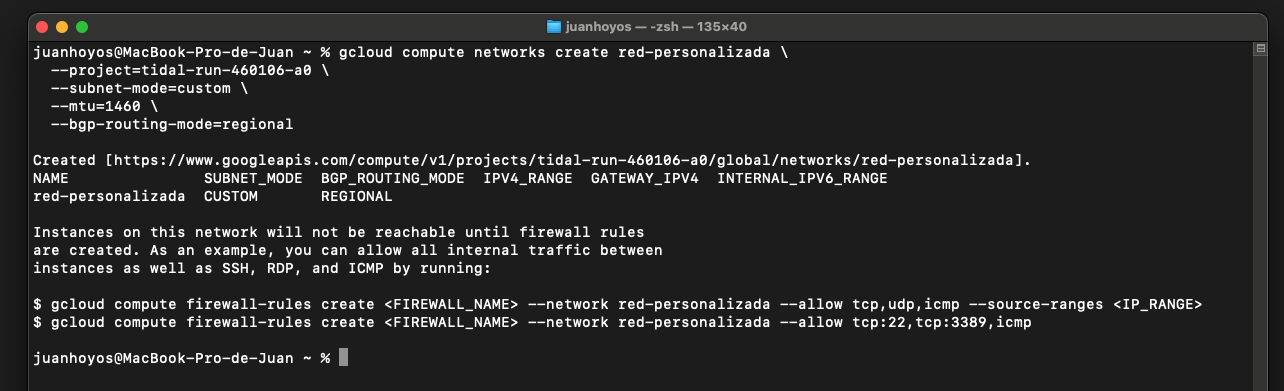 juanhoyos — -zsh — 135×40
juanhoyos@MacBook-Pro-de-Juan ~ % gcloud compute networks create red-personalizada \
  --project=tidal-run-460106-a0 \
  --subnet-mode=custom \
  --mtu=1460 \
  --bgp-routing-mode=regional

Created [https://www.googleapis.com/compute/v1/projects/tidal-run-460106-a0/global/networks/red-personalizada].
NAME               SUBNET_MODE  BGP_ROUTING_MODE  IPV4_RANGE  GATEWAY_IPV4  INTERNAL_IPV6_RANGE
red-personalizada  CUSTOM       REGIONAL

Instances on this network will not be reachable until firewall rules
are created. As an example, you can allow all internal traffic between
instances as well as SSH, RDP, and ICMP by running:

$ gcloud compute firewall-rules create <FIREWALL_NAME> --network red-personalizada --allow tcp,udp,icmp --source-ranges <IP_RANGE>
$ gcloud compute firewall-rules create <FIREWALL_NAME> --network red-personalizada --allow tcp:22,tcp:3389,icmp

juanhoyos@MacBook-Pro-de-Juan ~ %